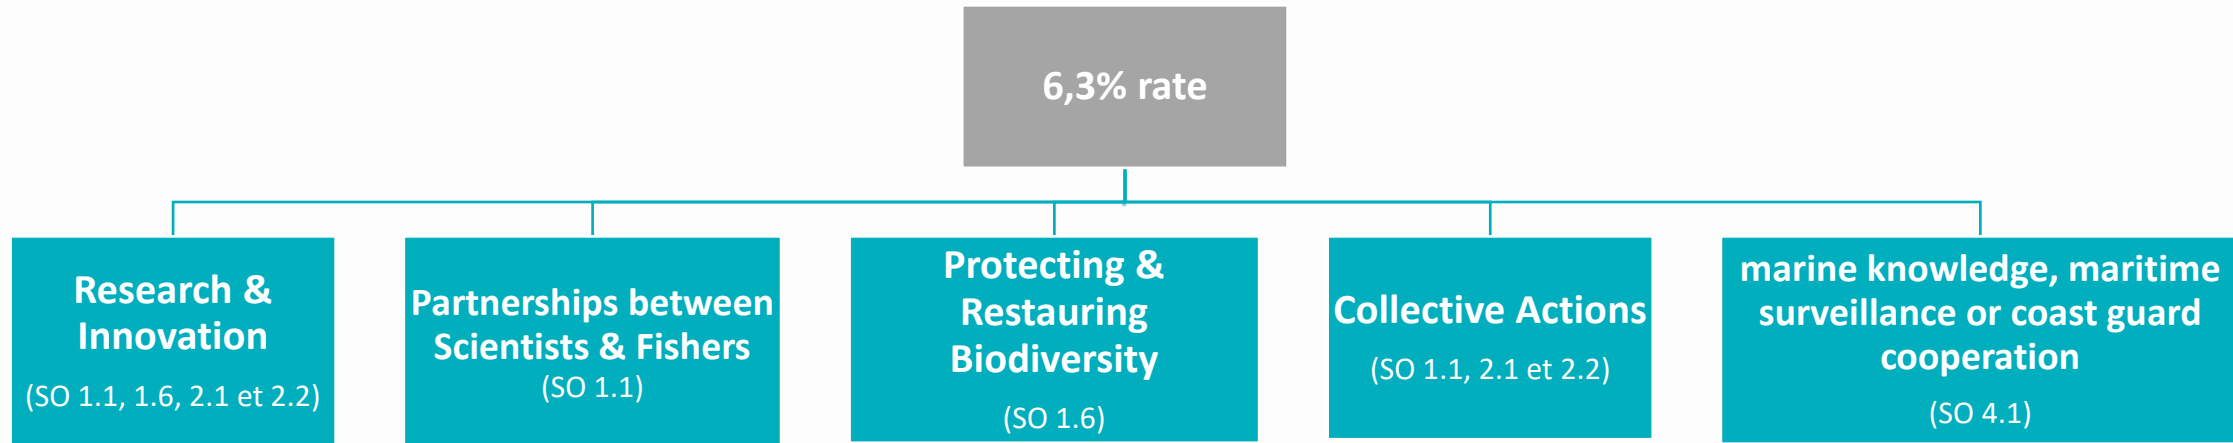 6,3% rate
Research &
Innovation
(SO 1.1, 1.6, 2.1 et 2.2)
Partnerships between
Scientists & Fishers
(SO 1.1)
Protecting &
Restauring
Biodiversity
(SO 1.6)
Collective Actions
(SO 1.1, 2.1 et 2.2)
marine knowledge, maritime
surveillance or coast guard
cooperation
(SO 4.1)